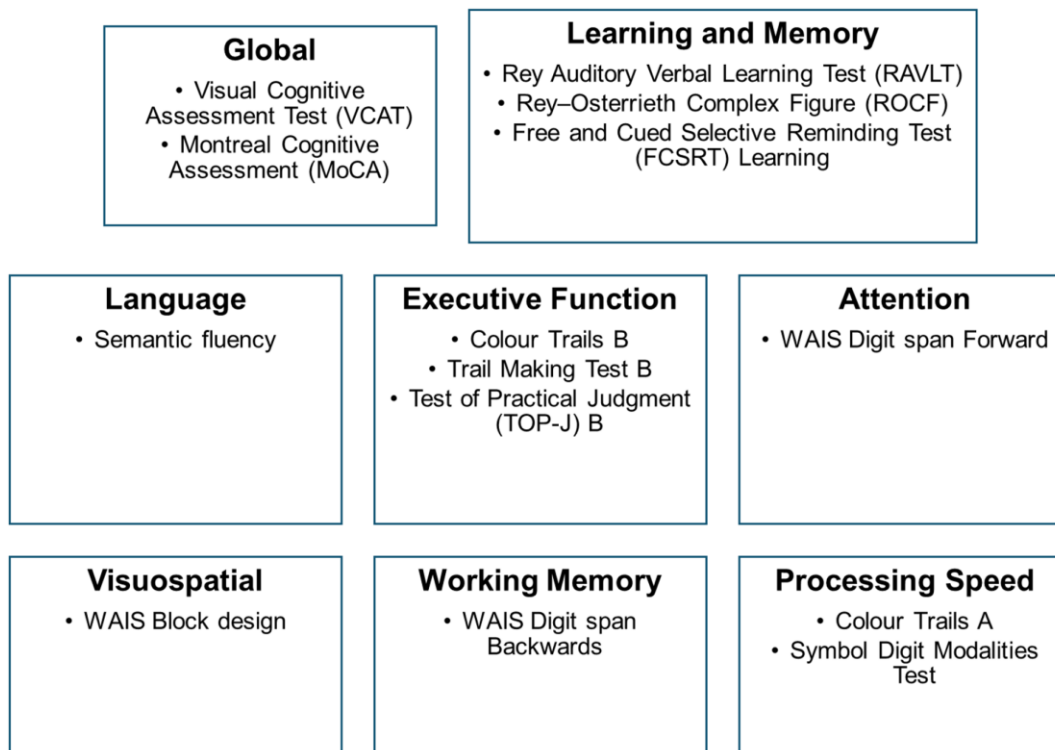 Global
• Visual Cognitive
Assessment Test (VCAT)
• Montreal Cognitive
Assessment (MoCA)
Learning and Memory
• Rey Auditory Verbal Learning Test (RAVLT)
• Rey–Osterrieth Complex Figure (ROCF)
• Free and Cued Selective Reminding Test
(FCSRT) Learning
Language
• Semantic fluency
Executive Function
• Colour Trails B
• Trail Making Test B
• Test of Practical Judgment
(TOP-J) B
Attention
• WAIS Digit span Forward
Visuospatial
• WAIS Block design
Working Memory
• WAIS Digit span
Backwards
Processing Speed
• Colour Trails A
• Symbol Digit Modalities
Test